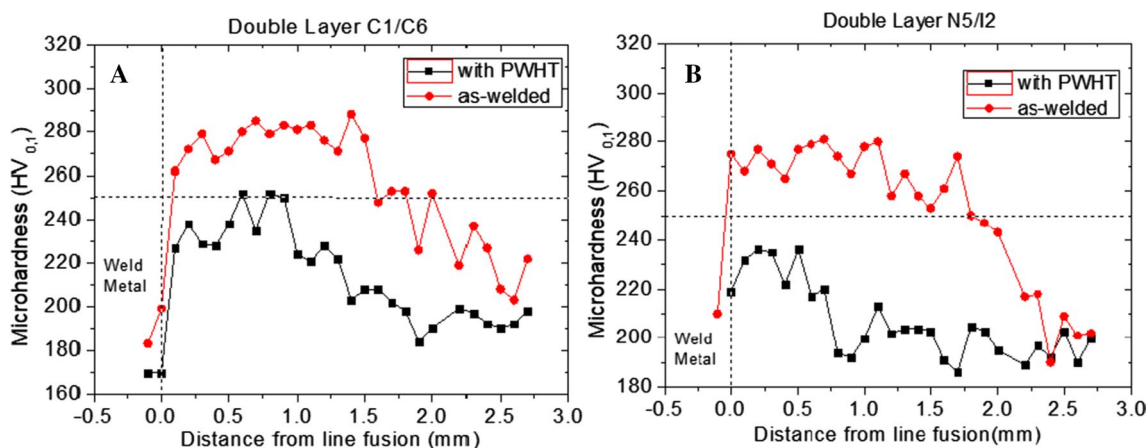 Double Layer C1/C6
A
with PWHT
as-welded
Microhardness (HV0,1)
320
300
280
260
240
220
200
180
160
Weld
Metal
-0.5 0.0 0.5 1.0 1.5 2.0 2.5 3.0
Distance from line fusion (mm)
Double Layer N5/I2
B
with PWHT
as-welded
Microhardness (HV0,1)
320
300
280
260
240
220
200
180
Weld
Metal
-0.5 0.0 0.5 1.0 1.5 2.0 2.5 3.0
Distance from line fusion(mm)